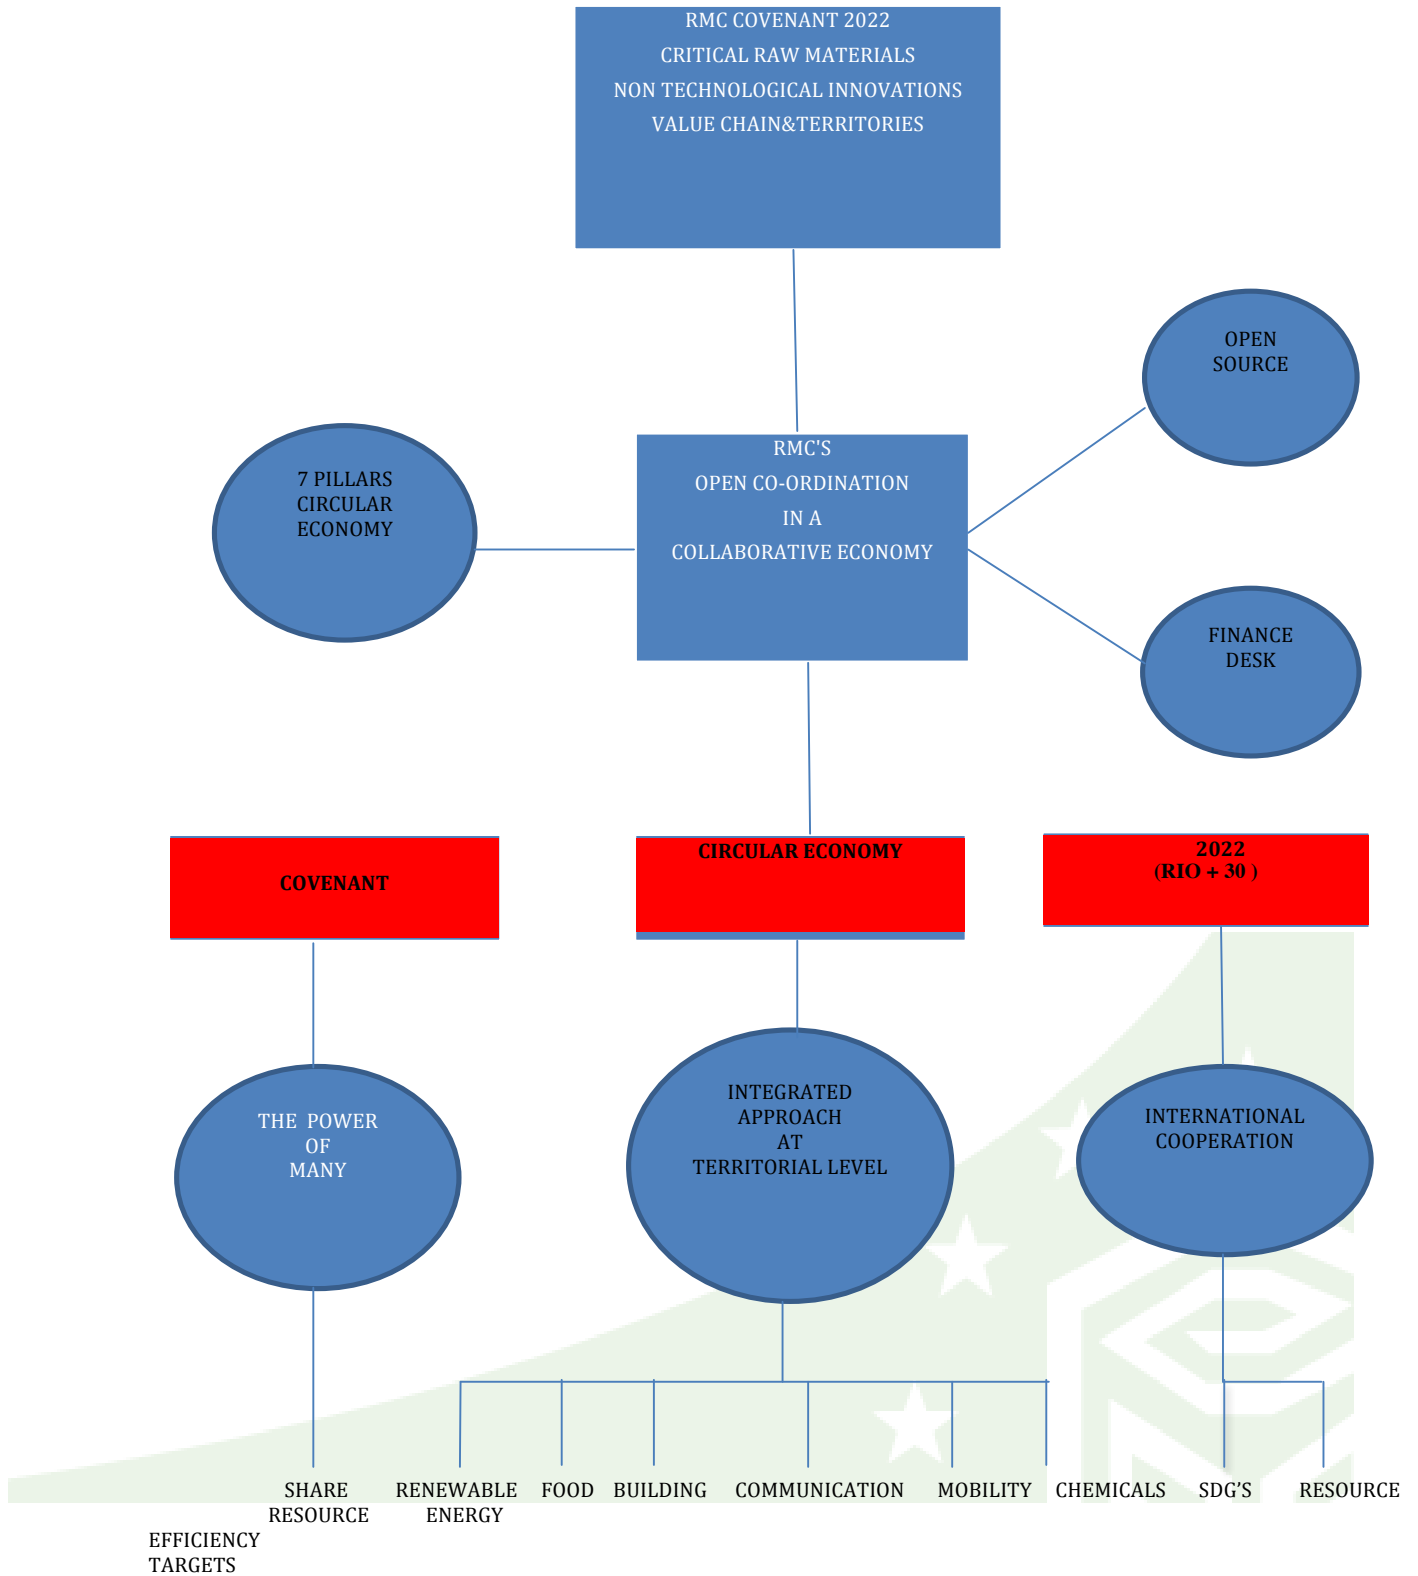 RMC COVENANT 2022
CRITICAL RAW MATERIALS
NON TECHNOLOGICAL INNOVATIONS
VALUE CHAIN&TERRITORIES
OPEN
SOURCE
7 PILLARS
CIRCULAR
ECONOMY
RMC'S
OPEN CO-ORDINATION
IN A
COLLABORATIVE ECONOMY
FINANCE
DESK
COVENANT
CIRCULAR ECONOMY
2022
(RIO + 30 )
THE  POWER
OF
MANY
INTEGRATED
APPROACH
AT
TERRITORIAL LEVEL
INTERNATIONAL
COOPERATION
SHARE RENEWABLE FOOD BUILDING COMMUNICATION MOBILITY CHEMICALS SDG’S RESOURCE
RESOURCE ENERGY
EFFICIENCY
TARGETS